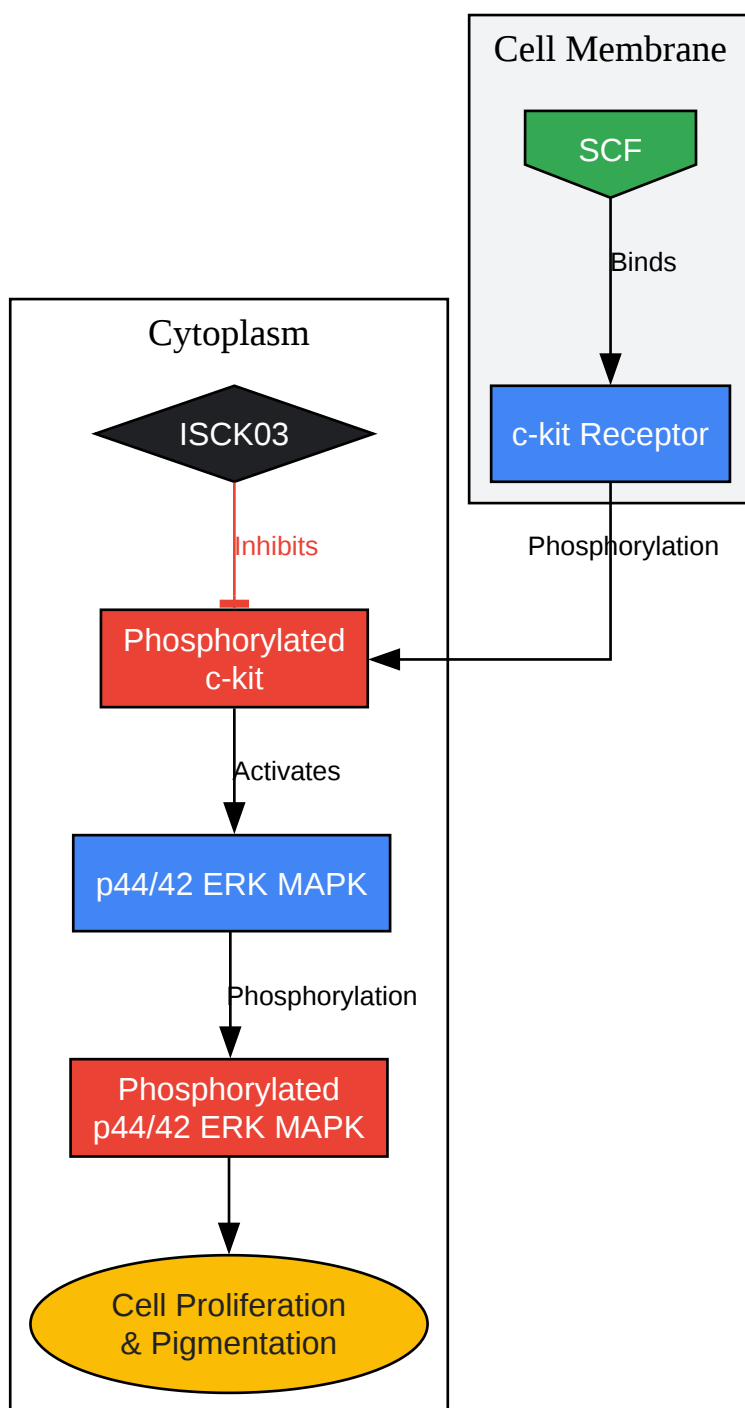 Cell Membrane
SCF
Binds
c-kit Receptor
Phosphorylation
Cytoplasm
ISCK03
Inhibits
Phosphorylated
c-kit
Activates
p44/42 ERK MAPK
Phosphorylation
Phosphorylated
p44/42 ERK MAPK
Cell Proliferation
& Pigmentation